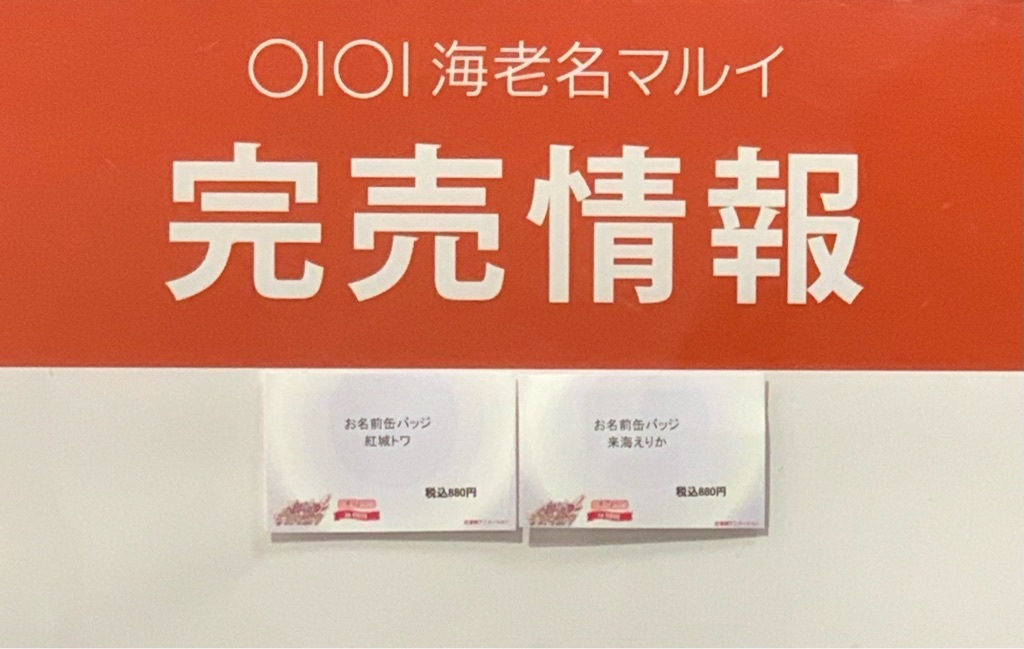 〇I〇I 海老名マルイ
完売情報
お名前缶バッジ
紅城トワ
税込880円
お名前缶バッジ
来海えりか
税込880円